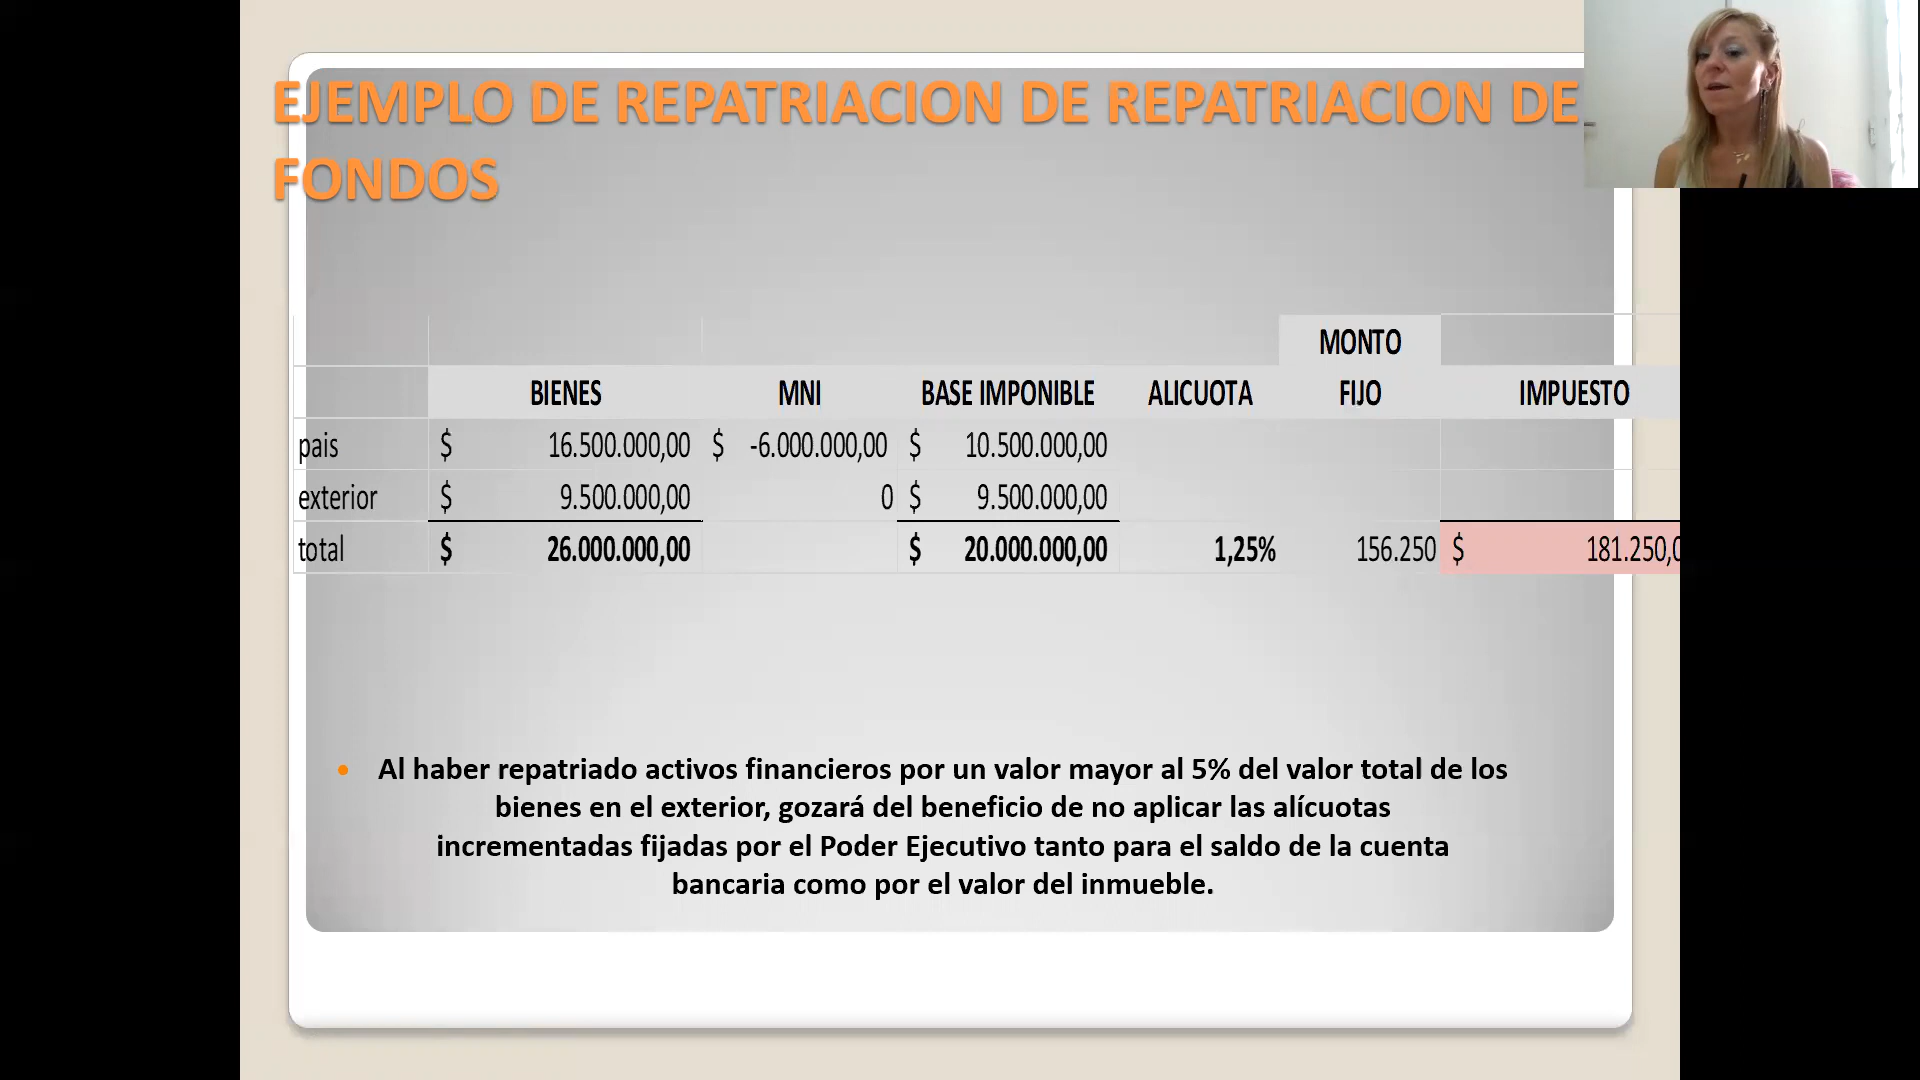 EJEMPLO DE REPATRIACION DE REPATRIACION DE
FONDOS
MONTO
BIENES MNI BASE IMPONIBLE ALICUOTA FIJO IMPUESTO
pais $ 16.500.000,00 $ -6.000.000,00 $ 10.500.000,00
exterior $ 9.500.000,00 0 $ 9.500.000,00
total $ 26.000.000,00 $ 20.000.000,00 1,25% 156.250 $ 181.250,0
• Al haber repatriado activos financieros por un valor mayor al 5% del valor total de los
bienes en el exterior, gozará del beneficio de no aplicar las alícuotas
incrementadas fijadas por el Poder Ejecutivo tanto para el saldo de la cuenta
bancaria como por el valor del inmueble.